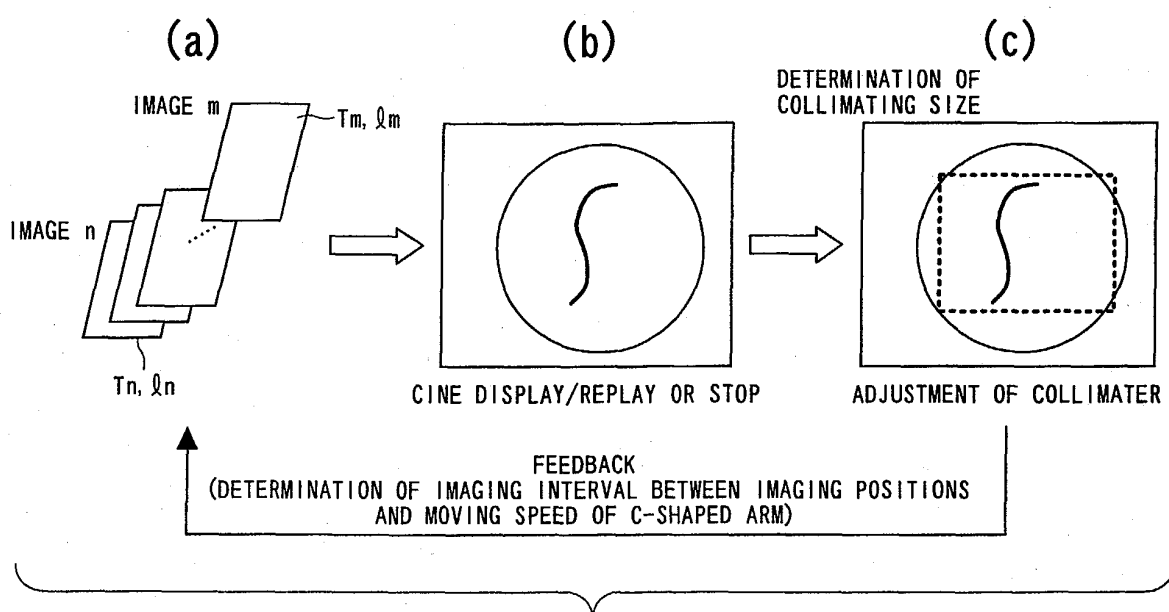 (a)
IMAGE m
Tm, ℓm
IMAGE n
Tn, ℓn
(b)
CINE DISPLAY/REPLAY OR STOP
(c)
DETERMINATION OF
COLLIMATING SIZE
ADJUSTMENT OF COLLIMATER
FEEDBACK
(DETERMINATION OF IMAGING INTERVAL BETWEEN IMAGING POSITIONS
AND MOVING SPEED OF C-SHAPED ARM)